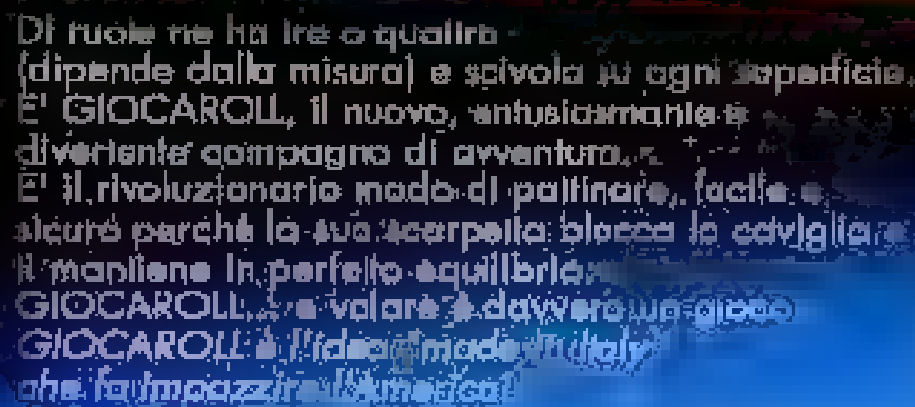 Di ruote ne ha tre o quattro
(dipende dalla misura) e scivola su ogni superficie.
E' GIOCAROLL, il nuovo, entusiasmante e
divertente compagno di avventura.
E' il rivoluzionario modo di pattinare, facile e
sicuro perchè la sua scarpetta blocca la caviglia e
ti mantiene in perfetto equilibrio.
GIOCAROLL, e volare è davvero un gioco
GIOCAROLL è l'idea made in Italy
che fa impazzire l'America!